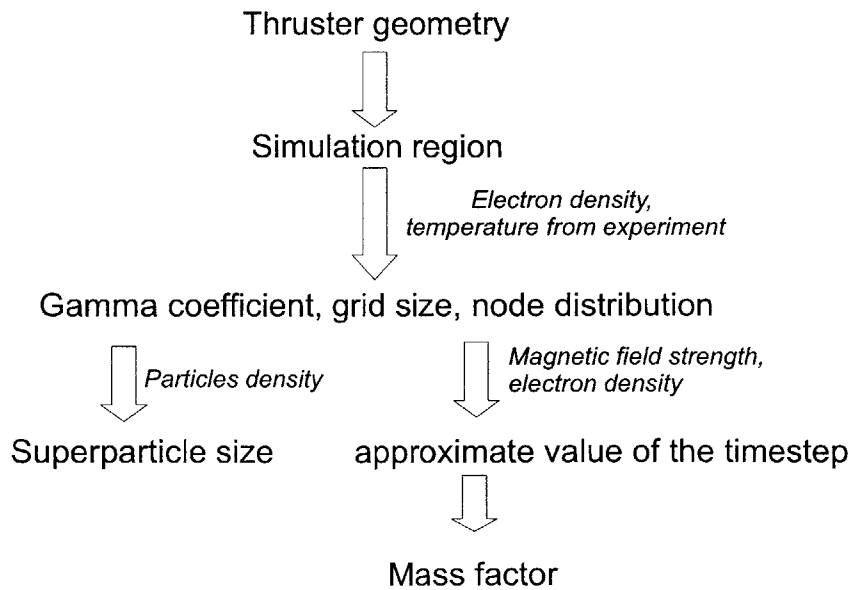 Thruster geometry
Simulation region
Electron density,
temperature from experiment
Gamma coefficient, grid size, node distribution
Particles density
Magnetic field strength,
electron density
Superparticle size
approximate value of the timestep
Mass factor